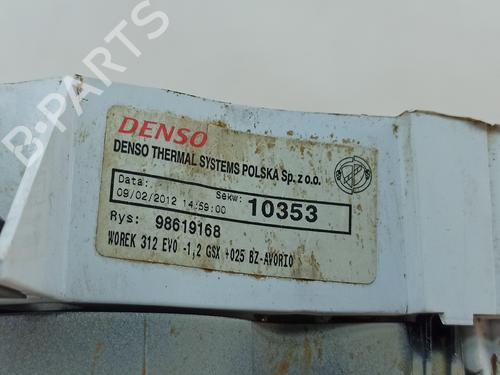 B-PARTS
DENSO
DENSO THERMAL SYSTEMS POLSKA Sp. z o.o.
Data: Sekw:
09/02/2012 14:59:00 10353
Rys: 98619168
WOREK 312 EVO -1,2 GSX +025 BZ-AVORIO